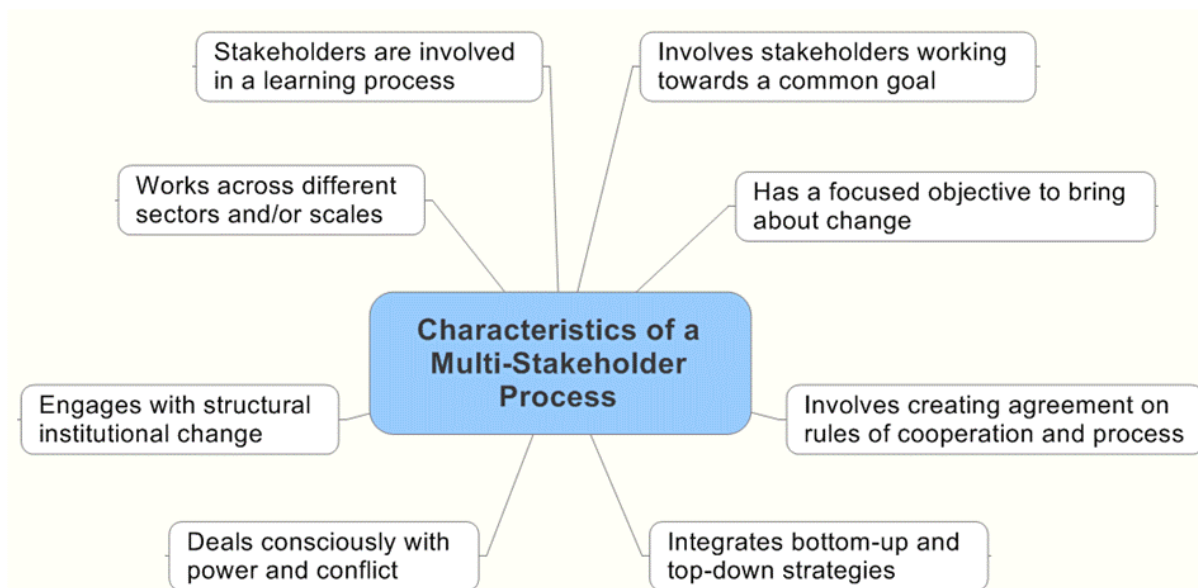 Stakeholders are involved
in a learning process
Involves stakeholders working
towards a common goal
Works across different
sectors and/or scales
Has a focused objective to bring
about change
Characteristics of a
Multi-Stakeholder
Process
Engages with structural
institutional change
Involves creating agreement on
rules of cooperation and process
Deals consciously with
power and conflict
Integrates bottom-up and
top-down strategies